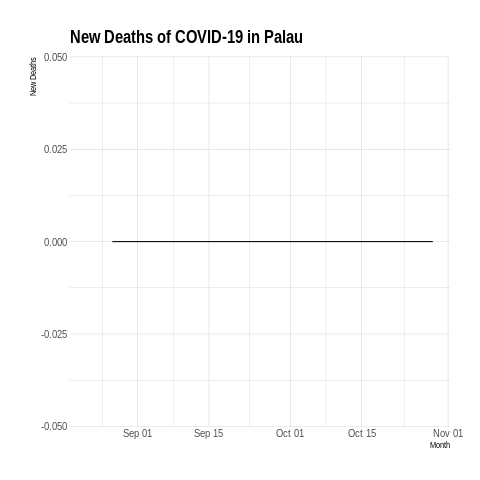 New Deaths of COVID-19 in Palau
New Deaths
0.050
0.025
0.000
-0.025
-0.050
Sep 01 Sep 15 Oct 01 Oct 15 Nov 01
Month